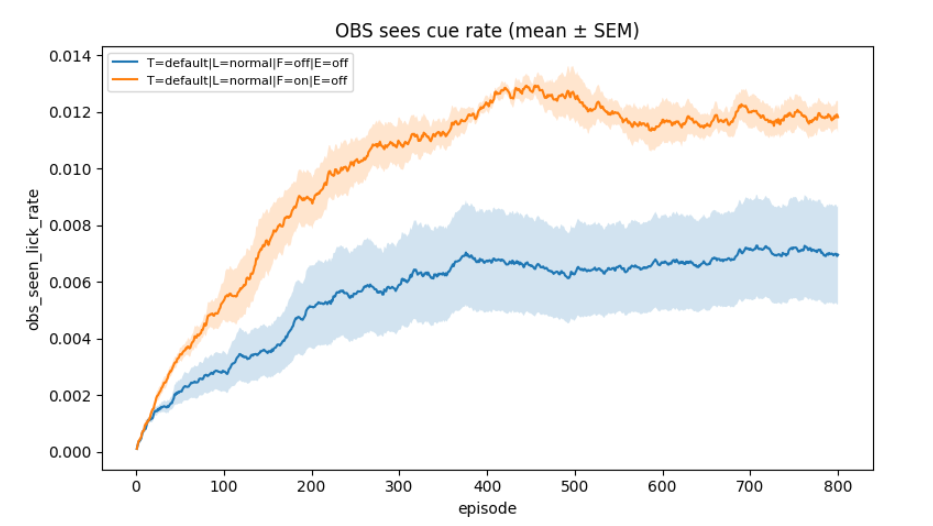 OBS sees cue rate (mean ± SEM)
T=default|L=normal|F=off|E=off
T=default|L=normal|F=on|E=off
obs_seen_lick_rate
0.014
0.012
0.010
0.008
0.006
0.004
0.002
0.000
0 100 200 300 400 500 600 700 800
episode